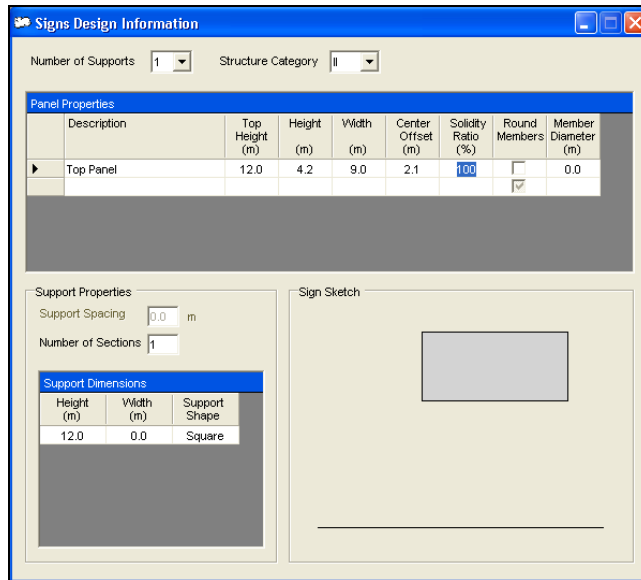 Signs Design Information
Number of Supports 1 Structure Category II
Panel Properties
Description Top Height (m) Height (m) Width (m) Center Offset (m) Solidity Ratio (%) Round Members Member Diameter (m)
Top Panel 12.0 4.2 9.0 2.1 100 0.0
Support Properties
Support Spacing 0.0 m
Number of Sections 1
Support Dimensions
Height (m) Width (m) Support Shape
12.0 0.0 Square
Sign Sketch